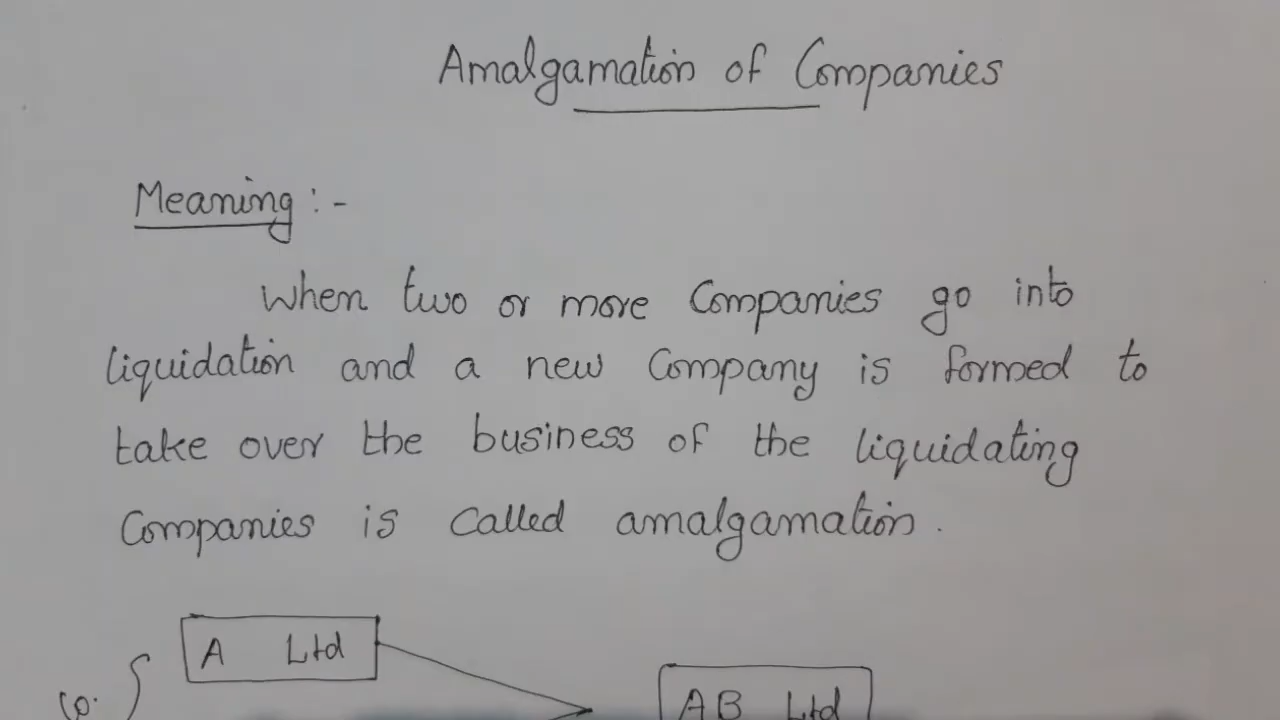 Amalgamation of Companies
Meaning :-
When two or more Companies go into
liquidation and a new Company is formed to
take over the business of the liquidating
Companies is called amalgamation.
A Ltd
Co.
AB Ltd